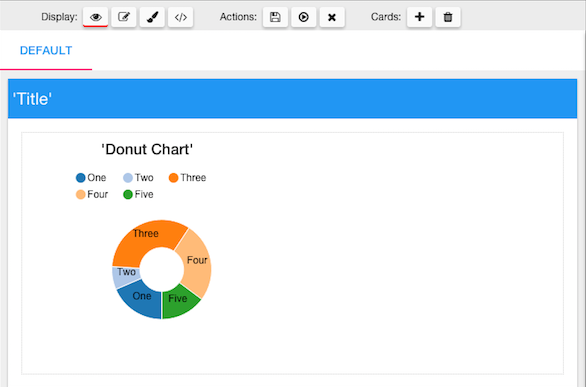 Display: Actions: Cards:
DEFAULT
'Title'
'Donut Chart'
One Two Three
Four Five
Three
Four
Two
One
Five